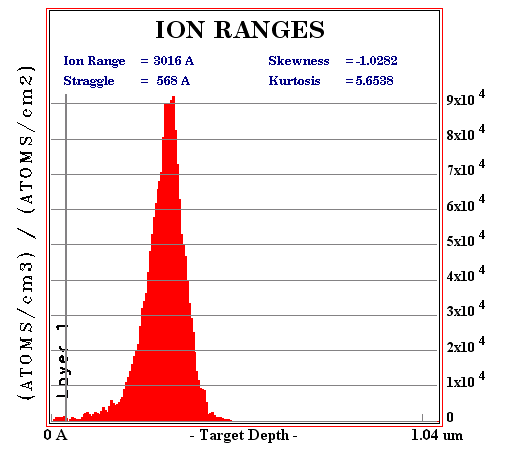 ION RANGES
Ion Range = 3016 A Skewness = -1.0282
Straggle = 568 A Kurtosis = 5.6538
(ATOMS/cm3) / (ATOMS/cm2)
9x10 4
8x10 4
7x10 4
6x10 4
5x10 4
4x10 4
3x10 4
2x10 4
1x10 4
0
Layer 1
0 A - Target Depth - 1.04 um